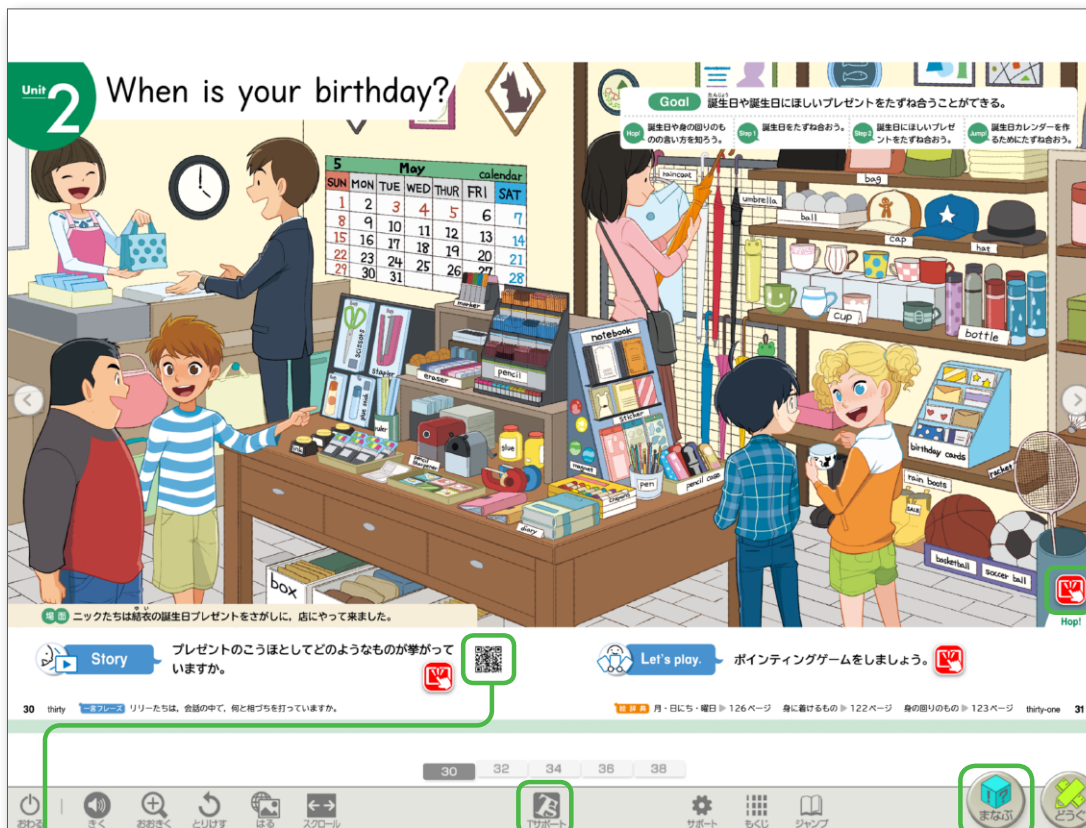 Unit 2
When is your birthday?
Goal 誕生日や誕生日にほしいプレゼントをたずね合うことができる。
たんじょう
Hop! 誕生日や身の回りのものの言い方を知ろう。
Step 1 誕生日をたずね合おう。
Step 2 誕生日にほしいプレゼントをたずね合おう。
Jump! 誕生日カレンダーを作るためにたずね合おう。
5 May calendar
SUN MON TUE WED THUR FRI SAT
1 2 3 4 5 6 7
8 9 10 11 12 13 14
15 16 17 18 19 20 21
22 23 24 25 26 27 28
29 30 31
raincoat
umbrella
bag
ball
cap
hat
cup
bottle
marker
scissors
stapler
eraser
pencil
notebook
sticker
magnet
glue stick
ruler
ink
pencil sharpener
glue
pen
pencil case
crayons
diary
box
birthday cards
rain boots
SALE
racket
basketball
soccer ball
Hop!
場面 ニックたちは結衣の誕生日プレゼントをさがしに，店にやって来ました。
ゆい
Story プレゼントのこうほとしてどのようなものが挙がって
いますか。
Let's play. ポインティングゲームをしましょう。
30 thirty 一言フレーズ リリーたちは，会話の中で，何と相づちを打っていますか。
絵辞典 月・日にち・曜日▶126ページ 身に着けるもの▶122ページ 身の回りのもの▶123ページ thirty-one 31
30 32 34 36 38
おわる きく おおきく とりけす はる スクロール Tサポート サポート もくじ ジャンプ まなぶ どうぐ